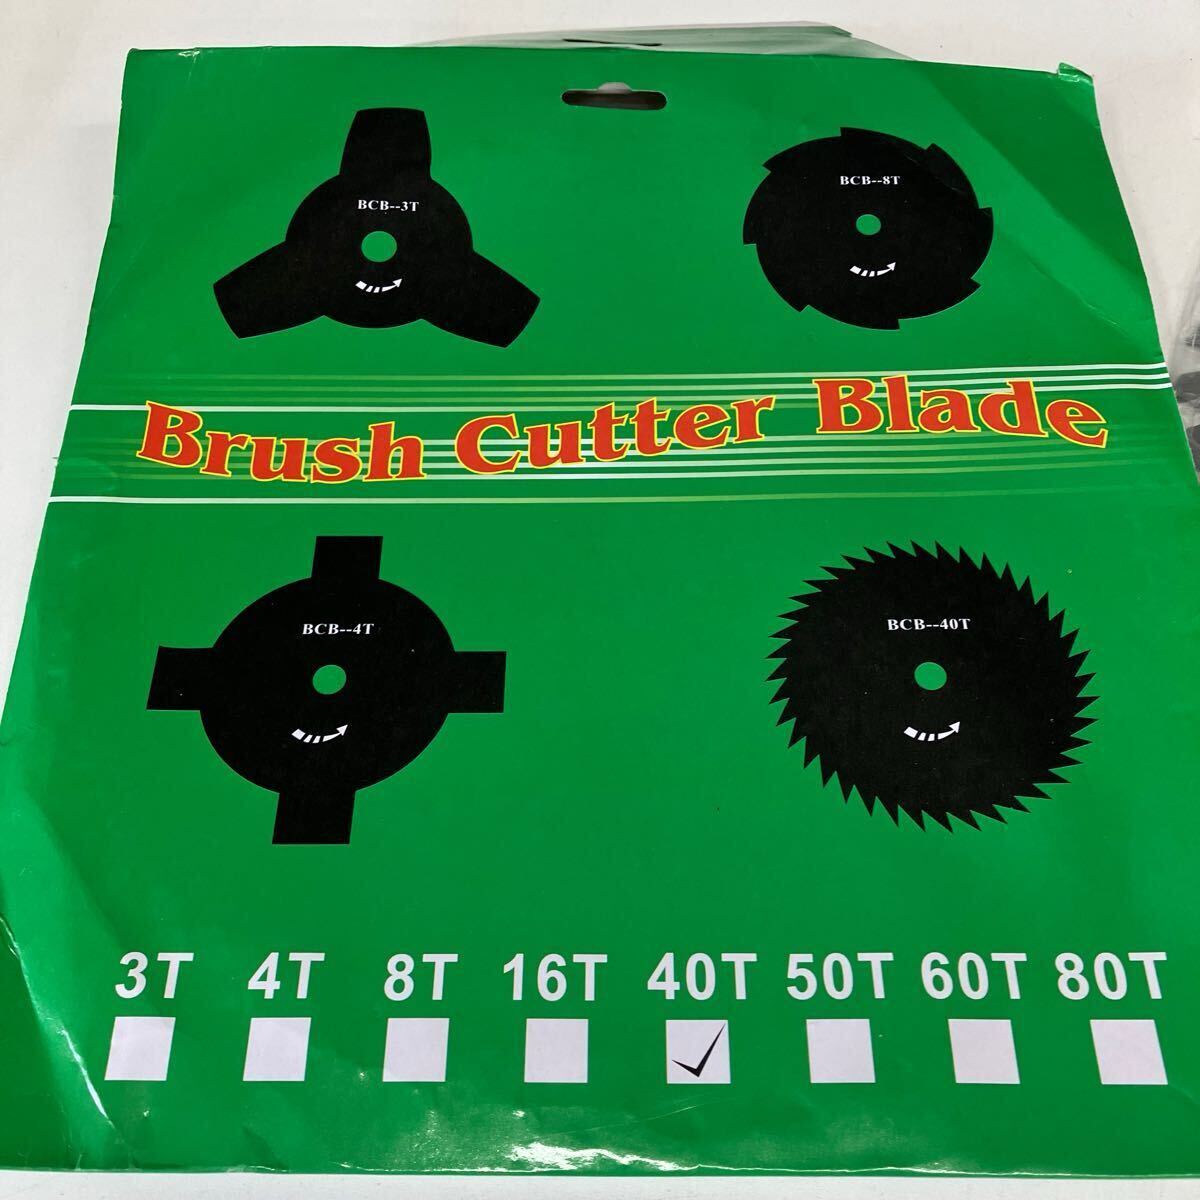 BCB--3T
BCB--8T
Brush Cutter Blade
BCB--4T
BCB--40T
3T 4T 8T 16T 40T 50T 60T 80T